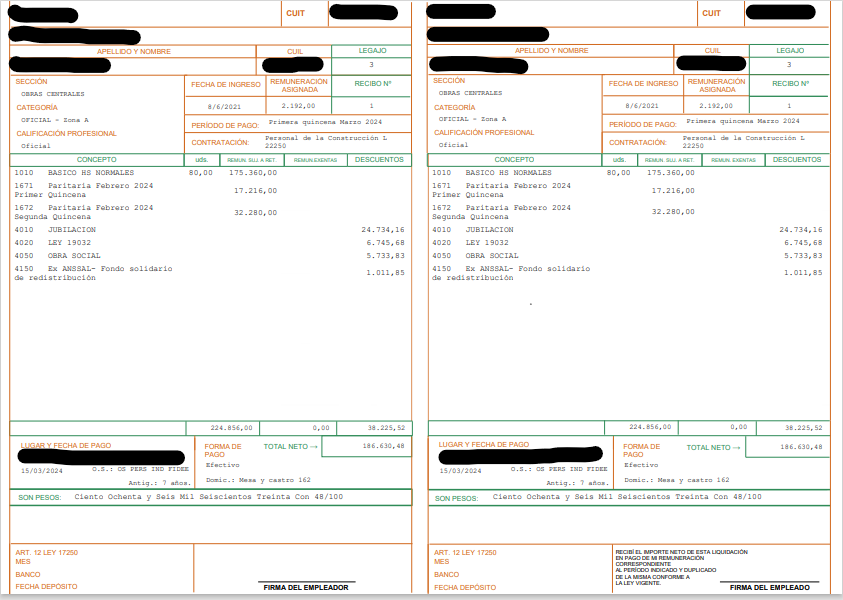 CUIT
APELLIDO Y NOMBRE CUIL LEGAJO
3
SECCIÓN
OBRAS CENTRALES
FECHA DE INGRESO REMUNERACIÓN ASIGNADA RECIBO Nº
CATEGORÍA
8/6/2021 2.192,00 1
OFICIAL - Zona A
PERÍODO DE PAGO: Primera quincena Marzo 2024
CALIFICACIÓN PROFESIONAL
Oficial
CONTRATACIÓN: Personal de la Construcción L
22250
CONCEPTO uds. REMUN. SUJ. A RET. REMUN.EXENTAS DESCUENTOS
1010 BASICO HS NORMALES 80,00 175.360,00
1671 Paritaria Febrero 2024
Primer Quincena 17.216,00
1672 Paritaria Febrero 2024
Segunda Quincena 32.280,00
4010 JUBILACION 24.734,16
4020 LEY 19032 6.745,68
4050 OBRA SOCIAL 5.733,83
4150 Ex ANSSAL- Fondo solidario
de redistribución 1.011,85
224.856,00 0,00 38.225,52
LUGAR Y FECHA DE PAGO
FORMA DE PAGO
TOTAL NETO → 186.630,48
15/03/2024 O.S.: OS PERS IND FIDEE
Efectivo
Antig.: 7 años.
Domic.: Mesa y castro 162
SON PESOS: Ciento Ochenta y Seis Mil Seiscientos Treinta Con 48/100
ART. 12 LEY 17250
MES
BANCO
FECHA DEPÓSITO
FIRMA DEL EMPLEADOR
CUIT
APELLIDO Y NOMBRE CUIL LEGAJO
3
SECCIÓN
OBRAS CENTRALES
FECHA DE INGRESO REMUNERACIÓN ASIGNADA RECIBO Nº
CATEGORÍA
8/6/2021 2.192,00 1
OFICIAL - Zona A
PERÍODO DE PAGO: Primera quincena Marzo 2024
CALIFICACIÓN PROFESIONAL
Oficial
CONTRATACIÓN: Personal de la Construcción L
22250
CONCEPTO uds. REMUN. SUJ. A RET. REMUN. EXENTAS DESCUENTOS
1010 BASICO HS NORMALES 80,00 175.360,00
1671 Paritaria Febrero 2024
Primer Quincena 17.216,00
1672 Paritaria Febrero 2024
Segunda Quincena 32.280,00
4010 JUBILACION 24.734,16
4020 LEY 19032 6.745,68
4050 OBRA SOCIAL 5.733,83
4150 Ex ANSSAL- Fondo solidario
de redistribución 1.011,85
224.856,00 0,00 38.225,52
LUGAR Y FECHA DE PAGO
FORMA DE PAGO
TOTAL NETO → 186.630,48
15/03/2024 O.S.: OS PERS IND FIDEE
Efectivo
Antig.: 7 años.
Domic.: Mesa y castro 162
SON PESOS: Ciento Ochenta y Seis Mil Seiscientos Treinta Con 48/100
ART. 12 LEY 17250
MES
BANCO
FECHA DEPÓSITO
RECIBÍ EL IMPORTE NETO DE ESTA LIQUIDACIÓN
EN PAGO DE MI REMUNERACIÓN
CORRESPONDIENTE
AL PERÍODO INDICADO Y DUPLICADO
DE LA MISMA CONFORME A
LA LEY VIGENTE.
FIRMA DEL EMPLEADO